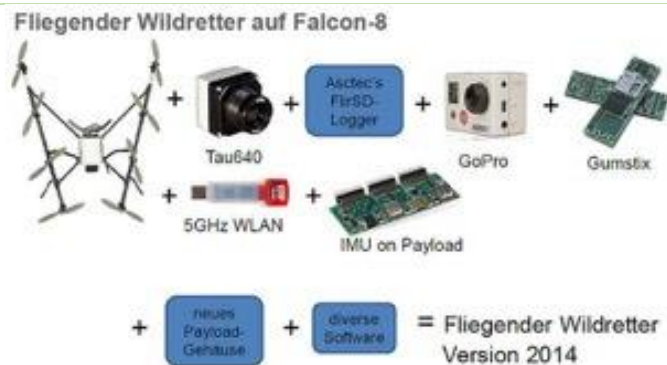 Fliegender Wildretter auf Falcon-8
+ + Asctec's + +
FlirSD-
Logger
Tau640 GoPro Gumstix
+ +
5GHz WLAN IMU on Payload
+ neues + diverse = Fliegender Wildretter
Payload- Software Version 2014
Gehäuse